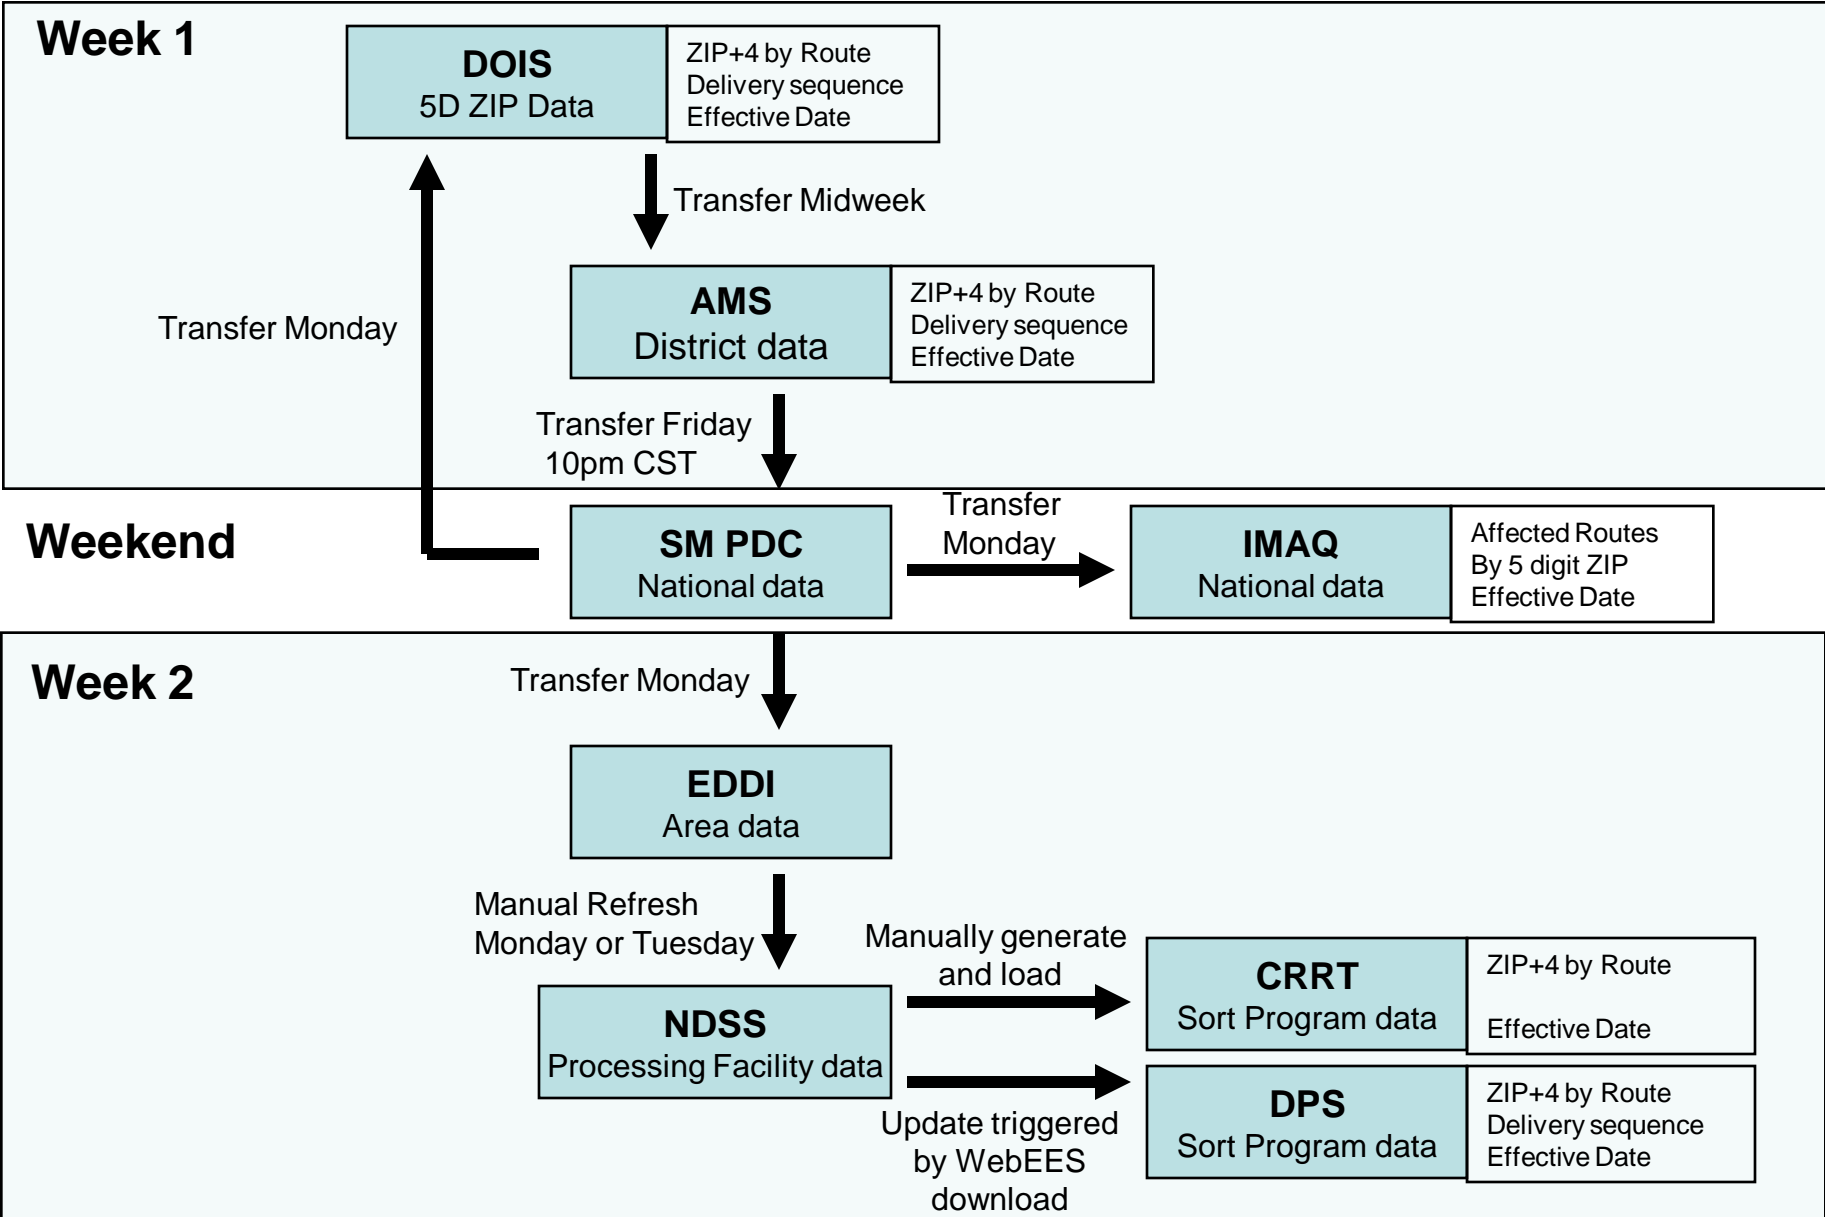 Week 1
DOIS
5D ZIP Data
ZIP+4 by Route
Delivery sequence
Effective Date
Transfer Midweek
AMS
District data
ZIP+4 by Route
Delivery sequence
Effective Date
Transfer Monday
Transfer Friday
10pm CST
Weekend
SM PDC
National data
Transfer
Monday
IMAQ
National data
Affected Routes
By 5 digit ZIP
Effective Date
Week 2
Transfer Monday
EDDI
Area data
Manual Refresh
Monday or Tuesday
NDSS
Processing Facility data
Manually generate
and load
CRRT
Sort Program data
ZIP+4 by Route
Effective Date
Update triggered
by WebEES
download
DPS
Sort Program data
ZIP+4 by Route
Delivery sequence
Effective Date